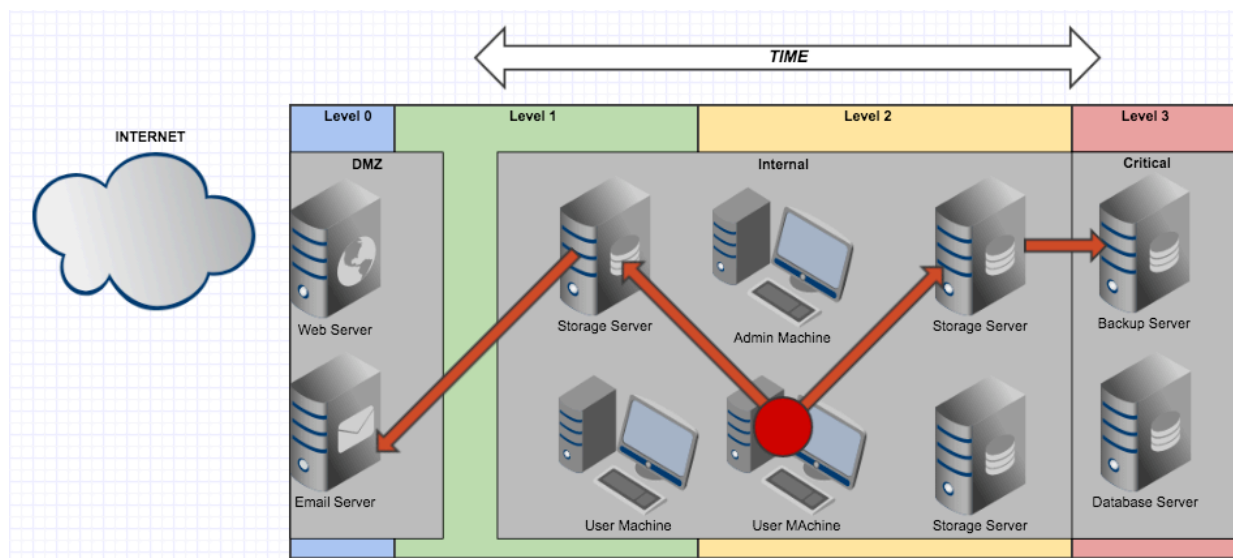 TIME
Level 0
Level 1
Level 2
Level 3
INTERNET
DMZ
Internal
Critical
Web Server
Storage Server
Admin Machine
Storage Server
Backup Server
Email Server
User Machine
User MAchine
Storage Server
Database Server